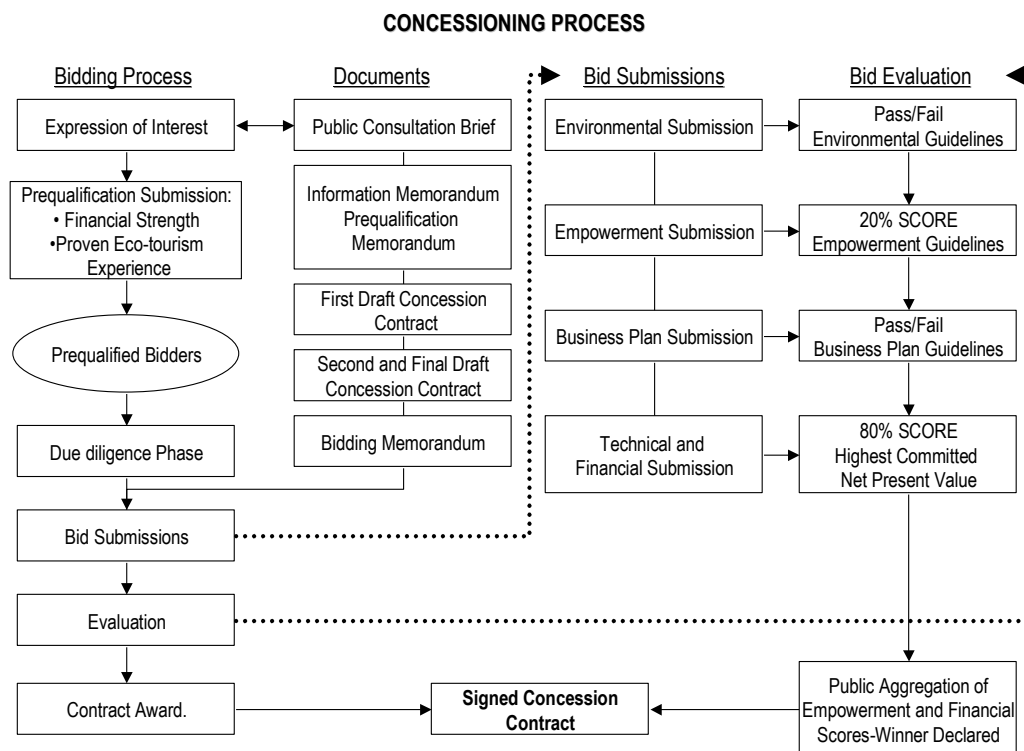 CONCESSIONING PROCESS
Bidding Process
Expression of Interest
Prequalification Submission:
• Financial Strength
•Proven Eco-tourism
Experience
Prequalified Bidders
Due diligence Phase
Bid Submissions
Evaluation
Contract Award.
Documents
Public Consultation Brief
Information Memorandum
Prequalification
Memorandum
First Draft Concession
Contract
Second and Final Draft
Concession Contract
Bidding Memorandum
Signed Concession
Contract
Bid Submissions
Environmental Submission
Empowerment Submission
Business Plan Submission
Technical and
Financial Submission
Bid Evaluation
Pass/Fail
Environmental Guidelines
20% SCORE
Empowerment Guidelines
Pass/Fail
Business Plan Guidelines
80% SCORE
Highest Committed
Net Present Value
Public Aggregation of
Empowerment and Financial
Scores-Winner Declared